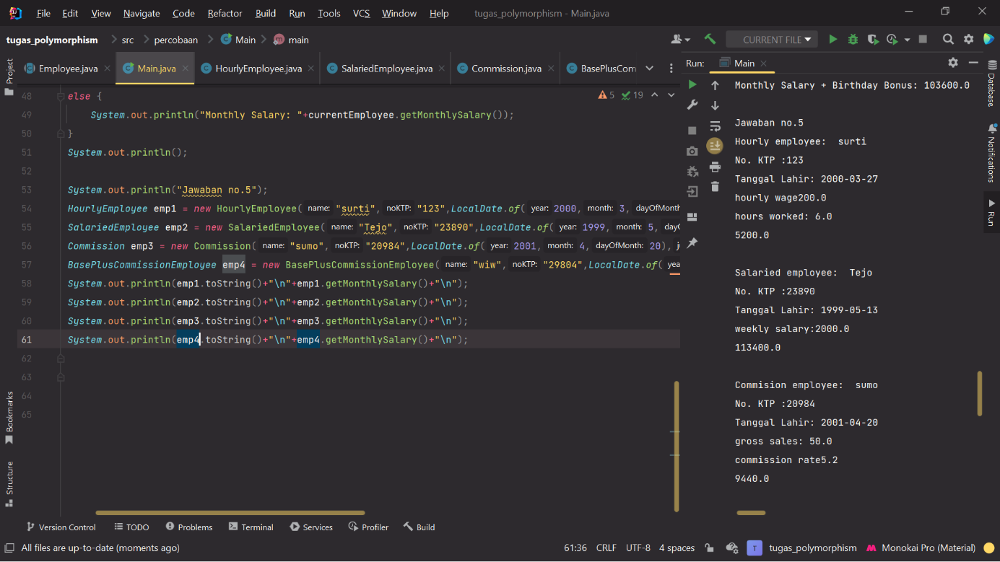 File Edit View Navigate Code Refactor Build Run Tools VCS Window Help tugas_polymorphism - Main.java
tugas_polymorphism src percobaan Main main CURRENT FILE
Project
Employee.java Main.java HourlyEmployee.java SalariedEmployee.java Commission.java BasePlusCom
48 else {
5 19
49 System.out.println("Monthly Salary: "+currentEmployee.getMonthlySalary());
50 }
51 System.out.println();
52
53 System.out.println("Jawaban no.5");
54 HourlyEmployee emp1 = new HourlyEmployee( name: "surti", noKTP: "123",LocalDate.of( year: 2000, month: 3, dayOfMonth
55 SalariedEmployee emp2 = new SalariedEmployee( name: "Tejo", noKTP: "23890",LocalDate.of( year: 1999, month: 5, dayO
56 Commission emp3 = new Commission( name: "sumo", noKTP: "20984",LocalDate.of( year: 2001, month: 4, dayOfMonth: 20), j
57 BasePlusCommissionEmployee emp4 = new BasePlusCommissionEmployee( name: "wiw", noKTP: "29804",LocalDate.of( yea
58 System.out.println(emp1.toString()+"\n"+emp1.getMonthlySalary()+"\n");
59 System.out.println(emp2.toString()+"\n"+emp2.getMonthlySalary()+"\n");
60 System.out.println(emp3.toString()+"\n"+emp3.getMonthlySalary()+"\n");
61 System.out.println(emp4.toString()+"\n"+emp4.getMonthlySalary()+"\n");
62
63
64
65
Run: Main
Monthly Salary + Birthday Bonus: 103600.0
Jawaban no.5
Hourly employee:  surti
No. KTP :123
Tanggal Lahir: 2000-03-27
hourly wage200.0
hours worked: 6.0
5200.0
Salaried employee:  Tejo
No. KTP :23890
Tanggal Lahir: 1999-05-13
weekly salary:2000.0
113400.0
Commision employee:  sumo
No. KTP :20984
Tanggal Lahir: 2001-04-20
gross sales: 50.0
commission rate5.2
9440.0
Database
Notifications
Run
Bookmarks
Structure
Version Control TODO Problems Terminal Services Profiler Build
All files are up-to-date (moments ago) 61:36 CRLF UTF-8 4 spaces T tugas_polymorphism Monokai Pro (Material)